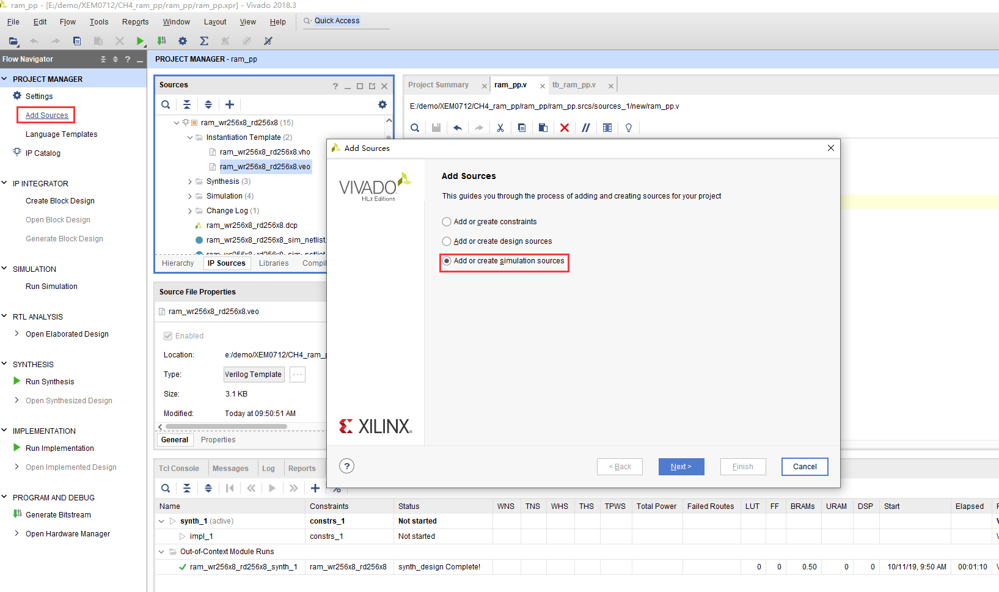 ram_pp - [E:/demo/XEM0712/CH4_ram_pp/ram_pp/ram_pp.xpr] - Vivado 2018.3
File Edit Flow Tools Reports Window Layout View Help Quick Access
Flow Navigator ?
PROJECT MANAGER - ram_pp
PROJECT MANAGER
Settings
Add Sources
Language Templates
IP Catalog
IP INTEGRATOR
Create Block Design
Open Block Design
Generate Block Design
SIMULATION
Run Simulation
RTL ANALYSIS
Open Elaborated Design
SYNTHESIS
Run Synthesis
Open Synthesized Design
IMPLEMENTATION
Run Implementation
Open Implemented Design
PROGRAM AND DEBUG
Generate Bitstream
Open Hardware Manager
Sources ?
ram_wr256x8_rd256x8 (15)
Instantiation Template (2)
ram_wr256x8_rd256x8.vho
ram_wr256x8_rd256x8.veo
Synthesis (3)
Simulation (4)
Change Log (1)
ram_wr256x8_rd256x8.dcp
ram_wr256x8_rd256x8_sim_netlist.
ram_wr256x8_rd256x8_sim_netlist
Hierarchy IP Sources Libraries Compil
Source File Properties
ram_wr256x8_rd256x8.veo
Enabled
Location: e:/demo/XEM0712/CH4_ram_p
Type: Verilog Template ...
Size: 3.1 KB
Modified: Today at 09:50:51 AM
General Properties
Project Summary ram_pp.v tb_ram_pp.v
E:/demo/XEM0712/CH4_ram_pp/ram_pp/ram_pp.srcs/sources_1/new/ram_pp.v
Add Sources
VIVADO
HLx Editions
Add Sources
This guides you through the process of adding and creating sources for your project
Add or create constraints
Add or create design sources
Add or create simulation sources
XILINX
? < Back Next > Finish Cancel
Tcl Console Messages Log Reports
Name Constraints Status WNS TNS WHS THS TPWS Total Power Failed Routes LUT FF BRAMs URAM DSP Start Elapsed
synth_1 (active) constrs_1 Not started
impl_1 constrs_1 Not started
Out-of-Context Module Runs
ram_wr256x8_rd256x8_synth_1 ram_wr256x8_rd256x8 synth_design Complete! 0 0 0.50 0 0 10/11/19, 9:50 AM 00:01:10